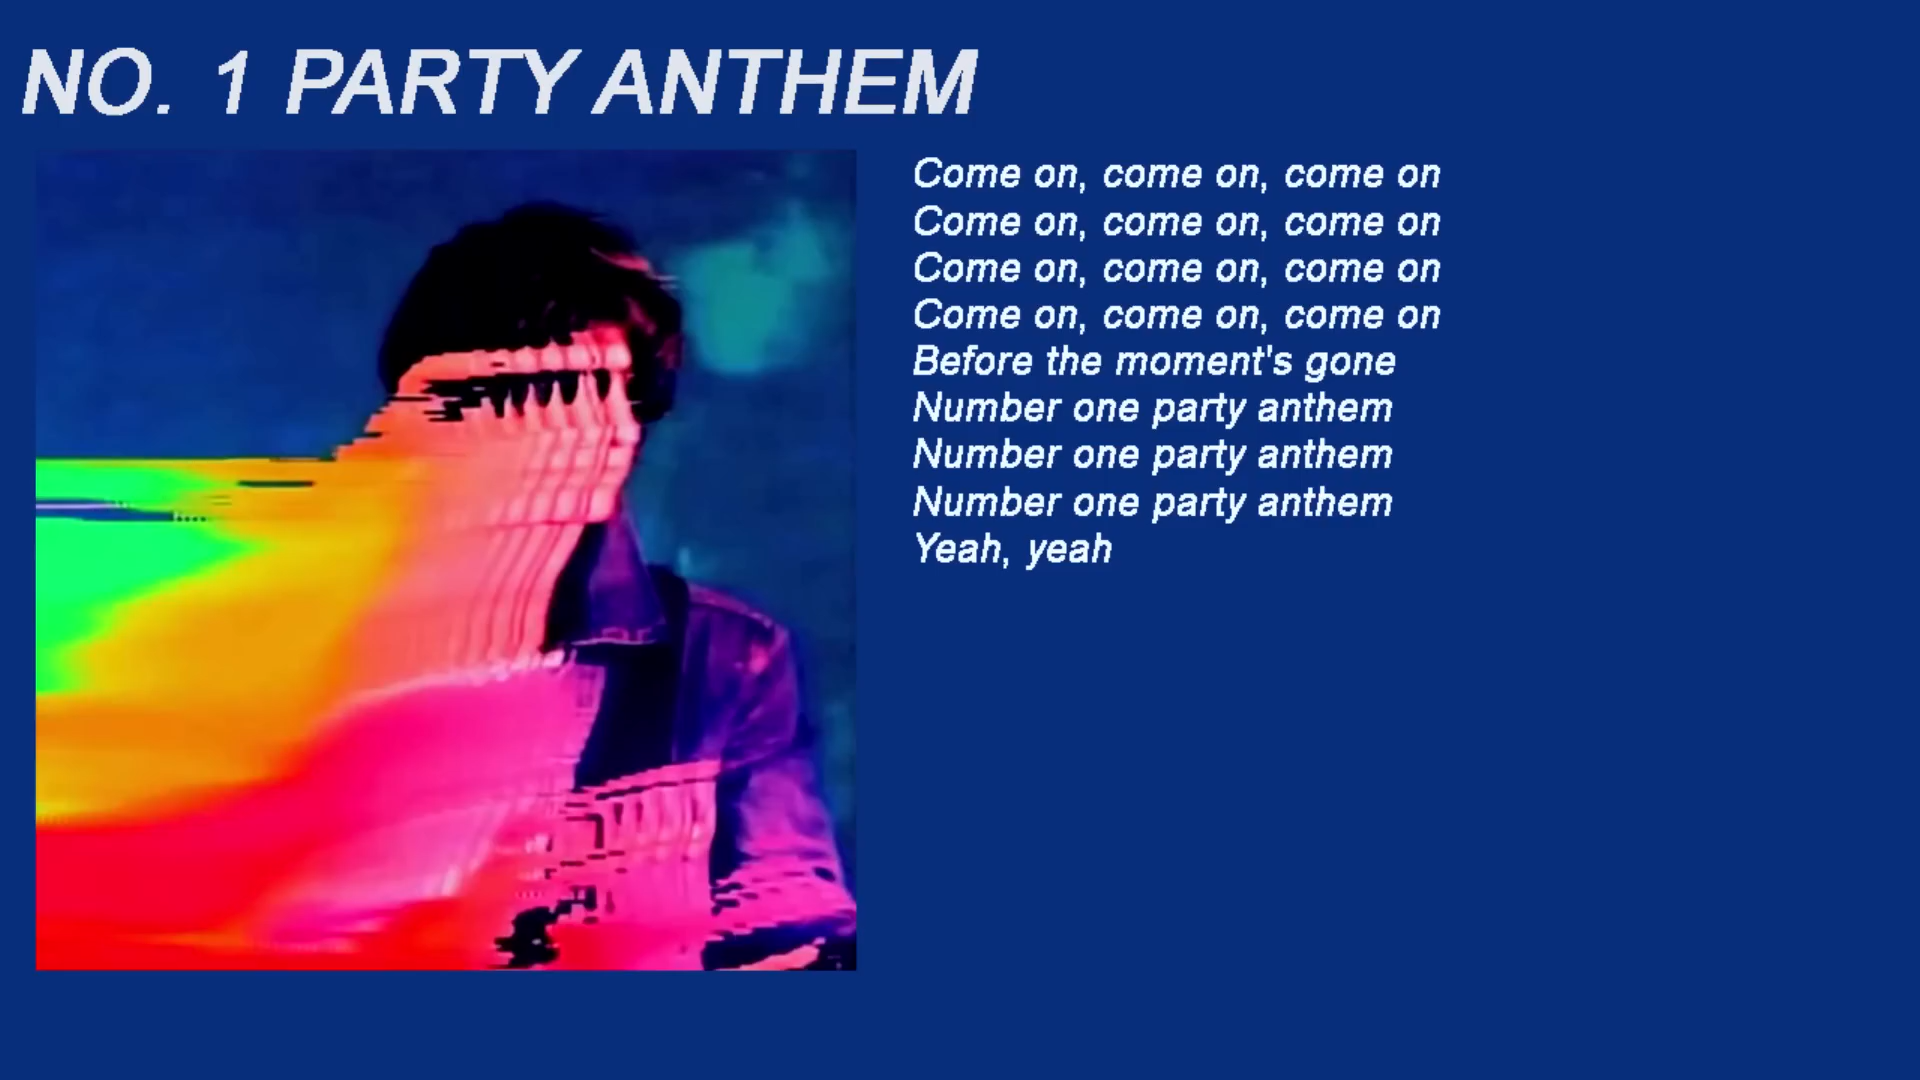 NO. 1 PARTY ANTHEM
Come on, come on, come on
Come on, come on, come on
Come on, come on, come on
Come on, come on, come on
Before the moment's gone
Number one party anthem
Number one party anthem
Number one party anthem
Yeah, yeah